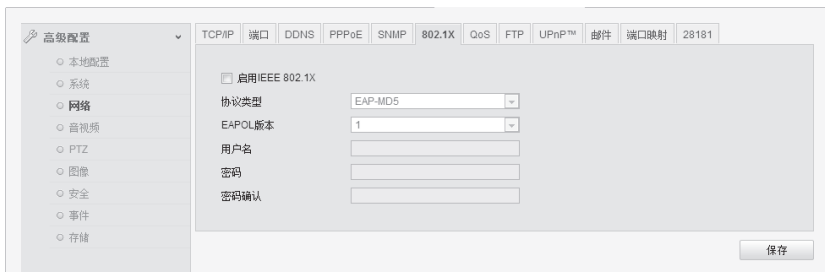 高级配置
本地配置
系统
网络
音视频
PTZ
图像
安全
事件
存储
TCP/IP 端口 DDNS PPPoE SNMP 802.1X QoS FTP UPnP™ 邮件 端口映射 28181
启用IEEE 802.1X
协议类型 EAP-MD5
EAPOL版本 1
用户名
密码
密码确认
保存